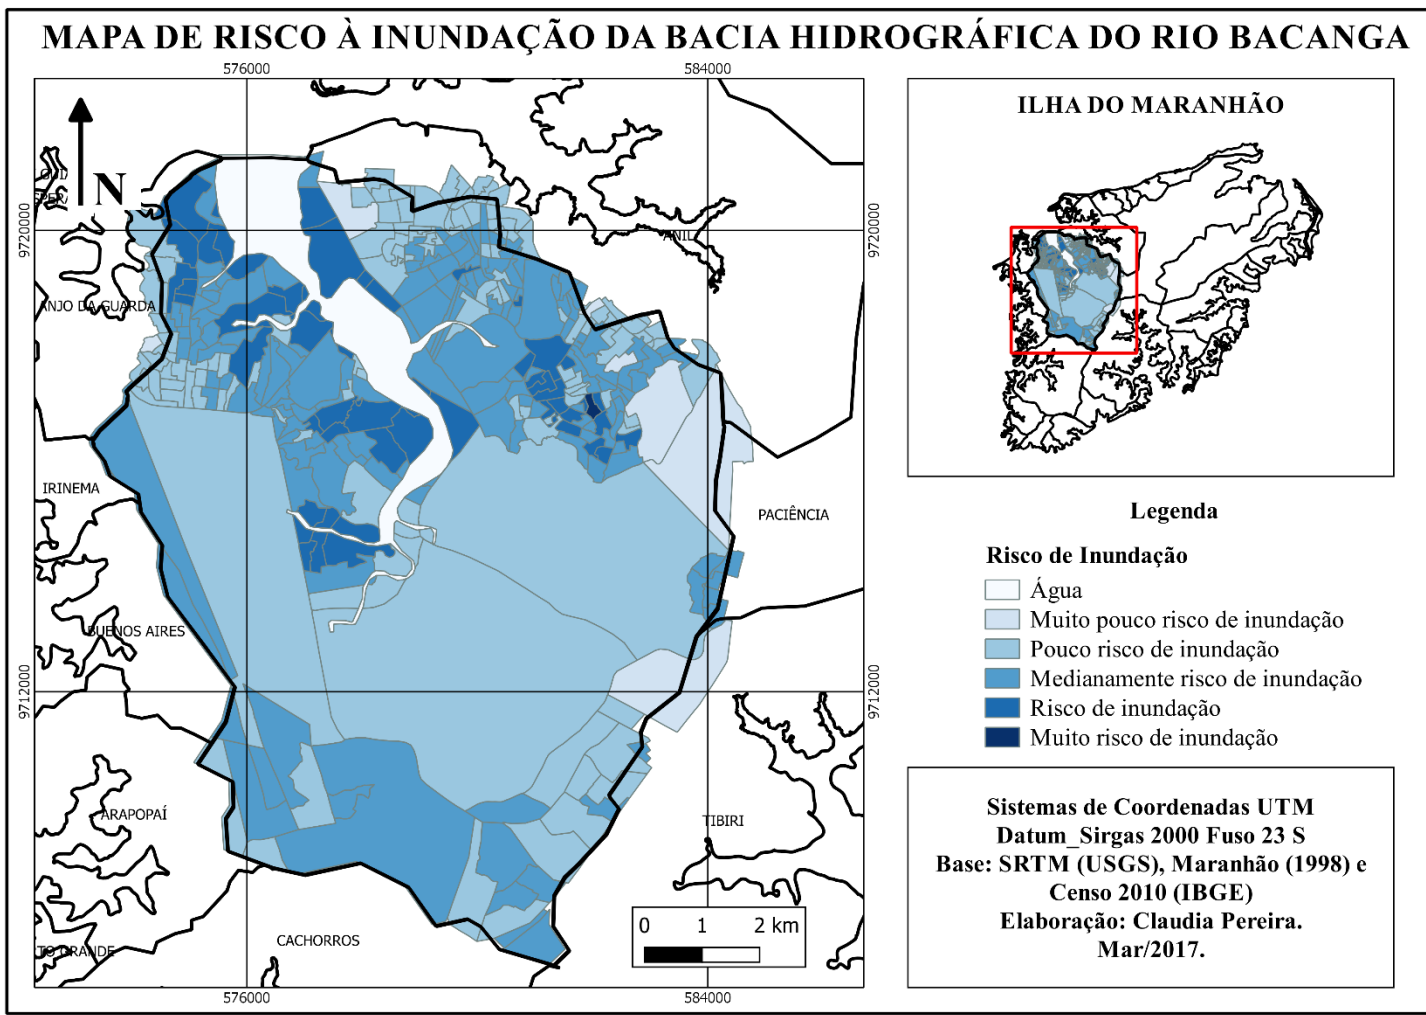 MAPA DE RISCO À INUNDAÇÃO DA BACIA HIDROGRÁFICA DO RIO BACANGA
576000
584000
N
9720000
9720000
ANIL
ANJO DA GUARDA
IRINEMA
PACIÊNCIA
BUENOS AIRES
9712000
9712000
ARAPOPAÍ
TIBIRI
CACHORROS
TO GRANDE
0 1 2 km
576000
584000
ILHA DO MARANHÃO
Legenda
Risco de Inundação
Água
Muito pouco risco de inundação
Pouco risco de inundação
Medianamente risco de inundação
Risco de inundação
Muito risco de inundação
Sistemas de Coordenadas UTM
Datum_Sirgas 2000 Fuso 23 S
Base: SRTM (USGS), Maranhão (1998) e
Censo 2010 (IBGE)
Elaboração: Claudia Pereira.
Mar/2017.